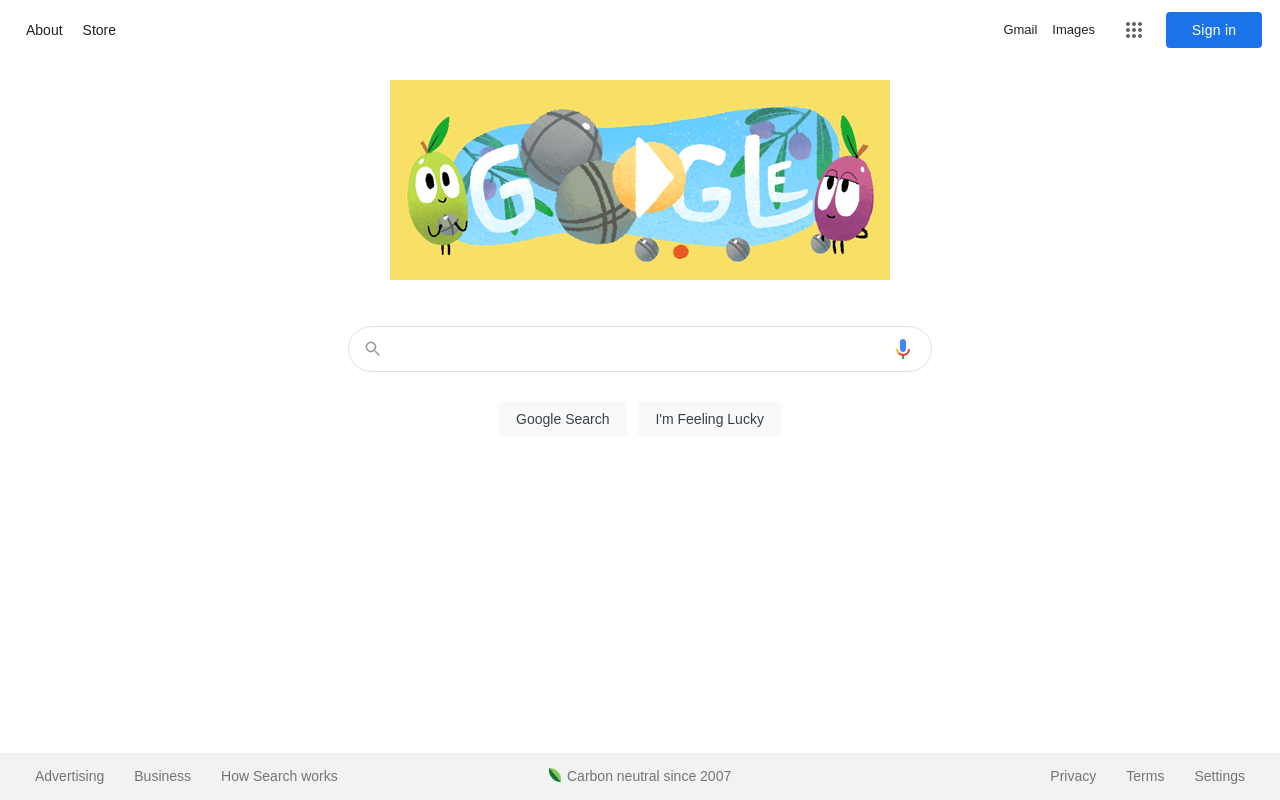 About Store
Gmail Images Sign in
G GLE
Google Search I'm Feeling Lucky
Advertising Business How Search works Carbon neutral since 2007 Privacy Terms Settings